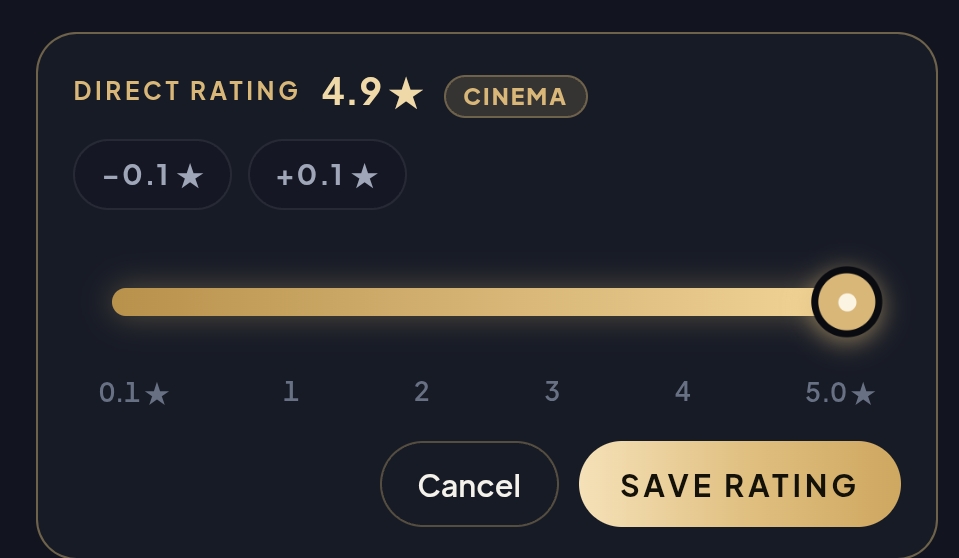 DIRECT RATING 4.9★ CINEMA
−0.1★ +0.1★
0.1★ 1 2 3 4 5.0★
Cancel SAVE RATING